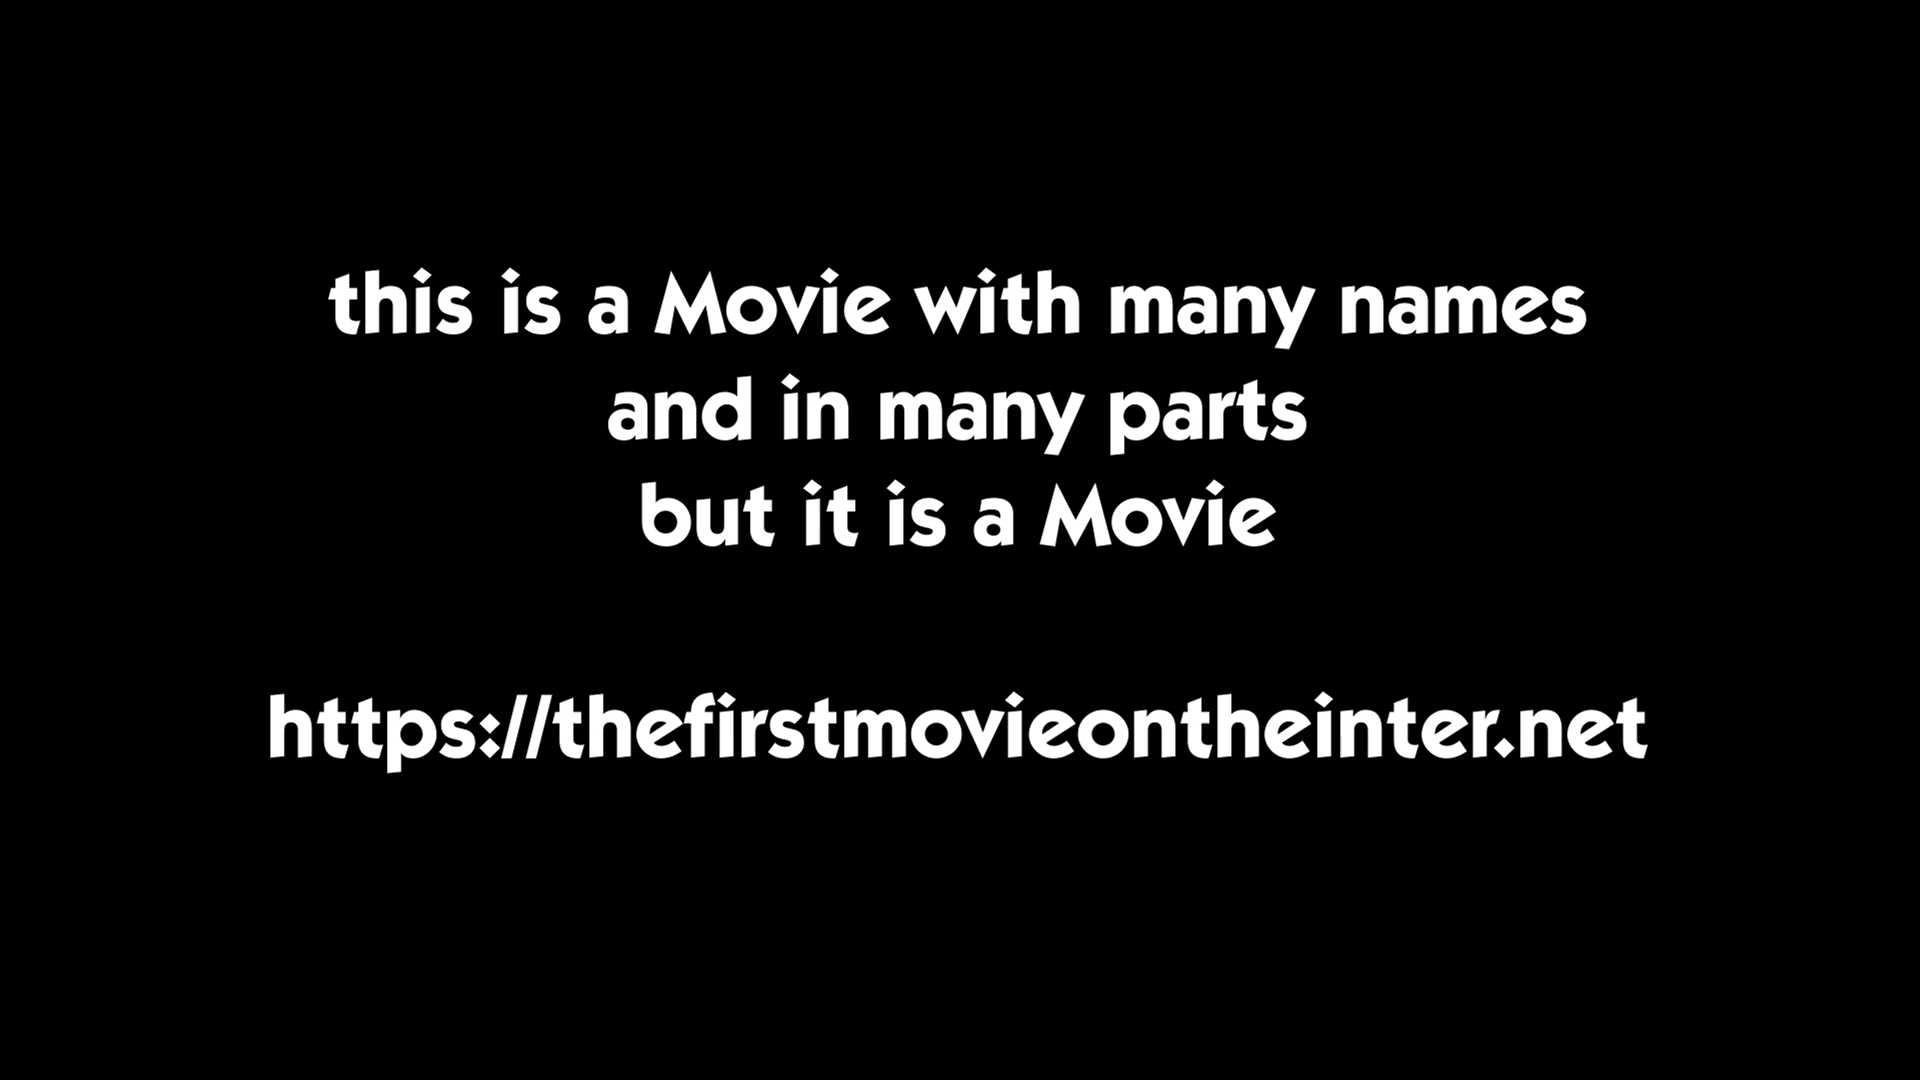 this is a Movie with many names
and in many parts
but it is a Movie
https://thefirstmovieontheinter.net